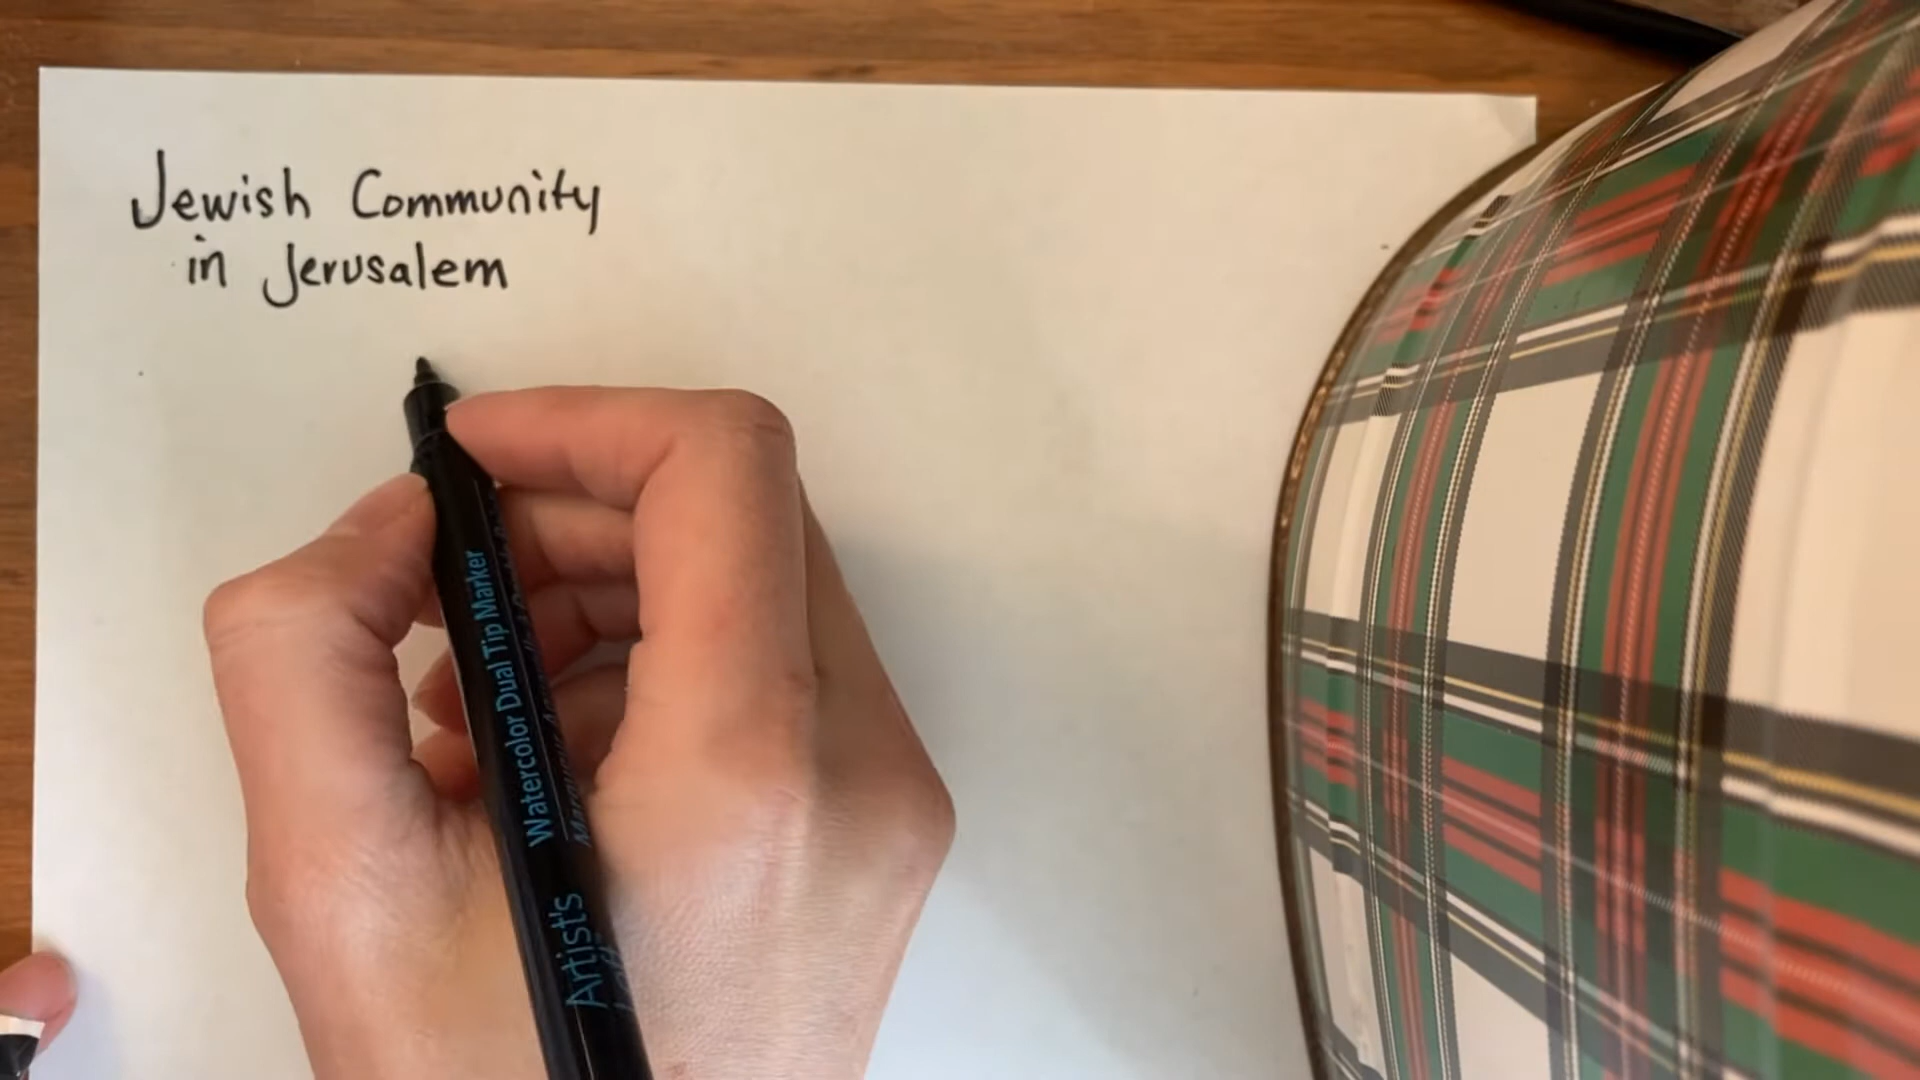 Jewish Community
in Jerusalem
Watercolor Dual Tip Marker
Artist's